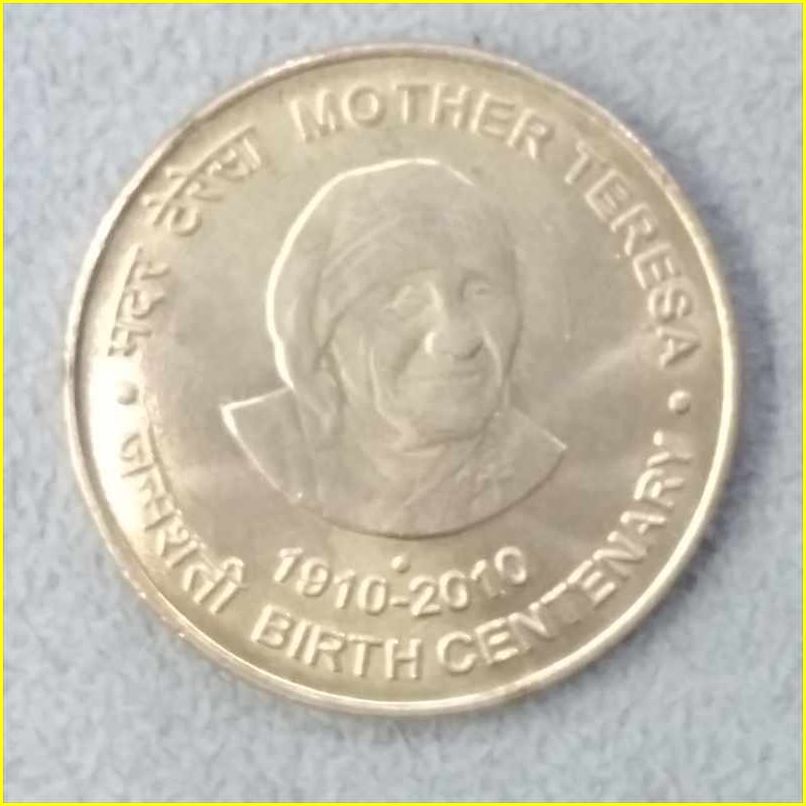 मदर टेरेसा MOTHER TERESA
1910-2010
जन्मशती BIRTH CENTENARY